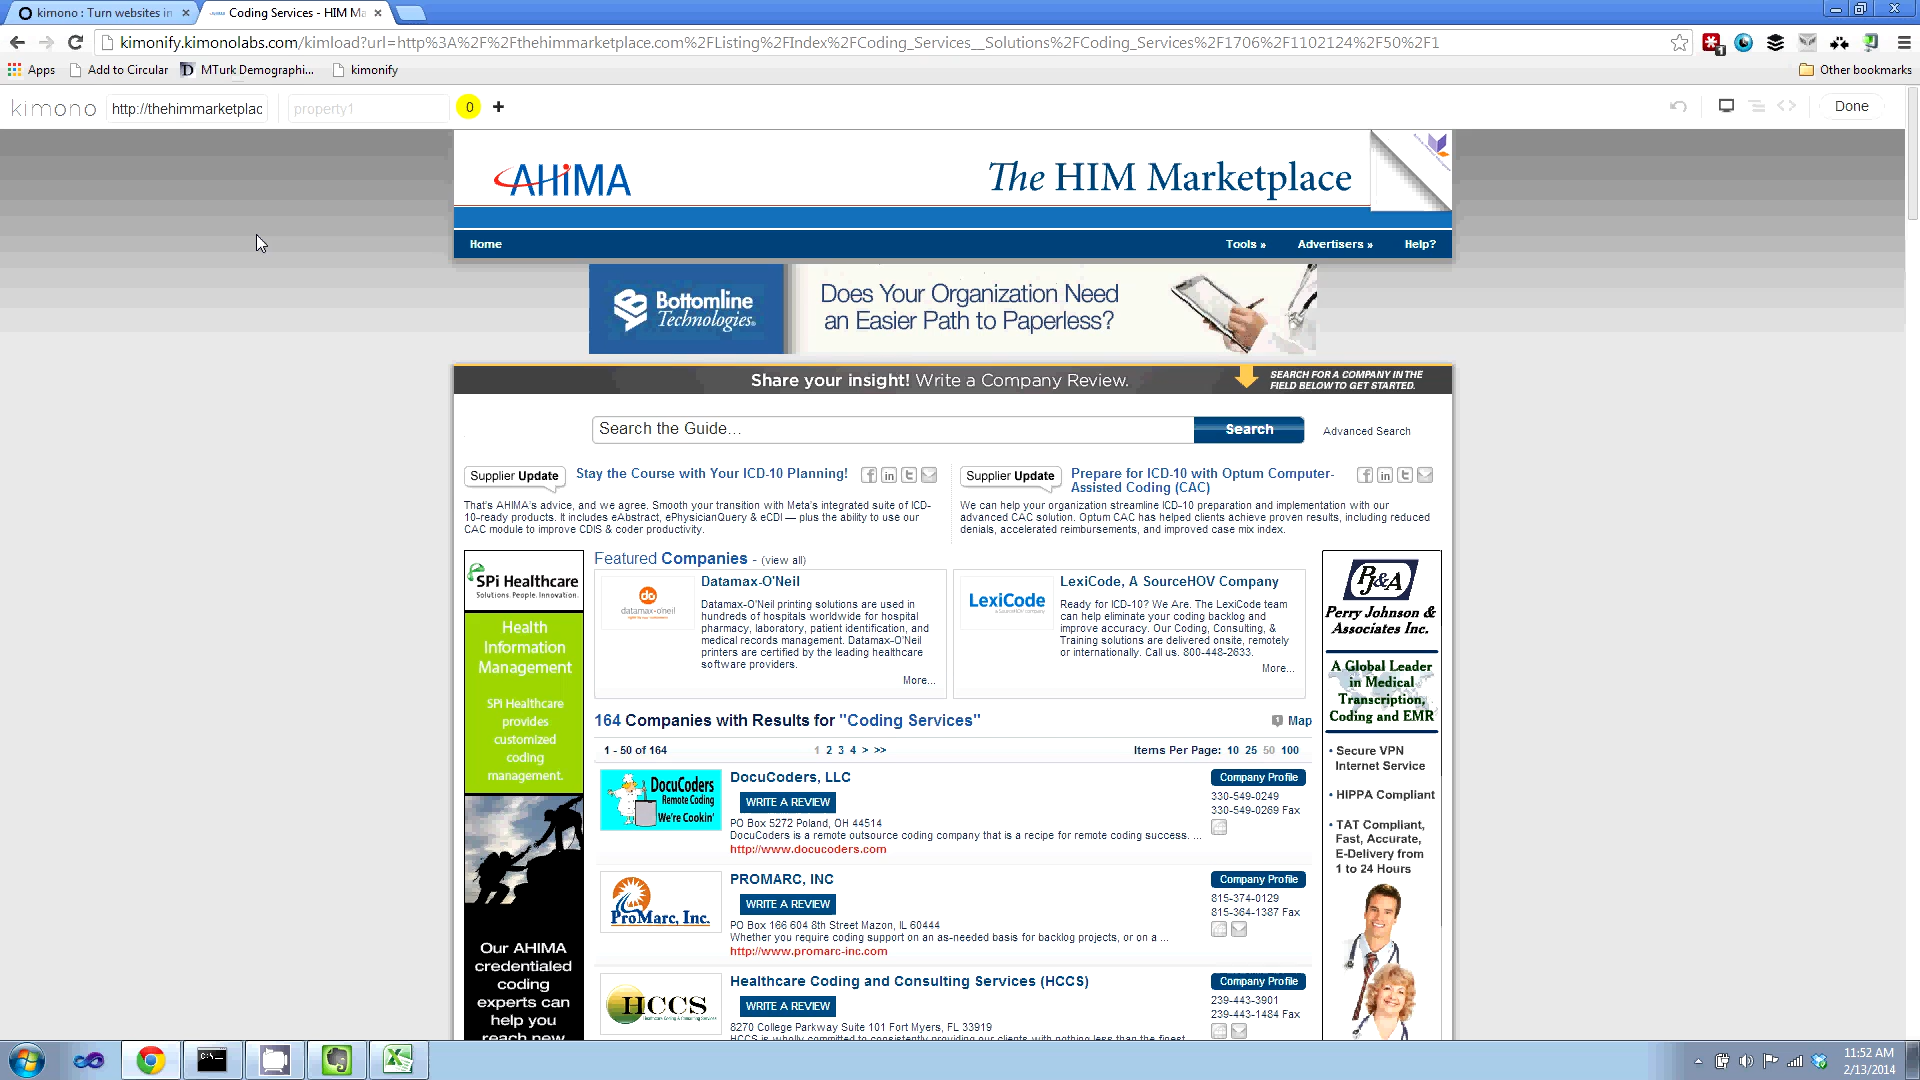 kimono : Turn websites in
Coding Services - HIM Ma
kimonify.kimonolabs.com/kimload?url=http%3A%2F%2Fthehimmarketplace.com%2FListing%2FIndex%2FCoding_Services__Solutions%2FCoding_Services%2F1706%2F1102124%2F50%2F1
Apps
Add to Circular
MTurk Demographi...
kimonify
Other bookmarks
kimono
http://thehimmarketplac
property1
0
+
Done
AHIMA
The HIM Marketplace
Home
Tools »
Advertisers »
Help?
Bottomline
Technologies
Does Your Organization Need
an Easier Path to Paperless?
Share your insight! Write a Company Review.
SEARCH FOR A COMPANY IN THE
FIELD BELOW TO GET STARTED.
Search the Guide...
Search
Advanced Search
Supplier Update
Stay the Course with Your ICD-10 Planning!
That's AHIMA's advice, and we agree. Smooth your transition with Meta's integrated suite of ICD-
10-ready products. It includes eAbstract, ePhysicianQuery & eCDI — plus the ability to use our
CAC module to improve CDIS & coder productivity.
Supplier Update
Prepare for ICD-10 with Optum Computer-
Assisted Coding (CAC)
We can help your organization streamline ICD-10 preparation and implementation with our
advanced CAC solution. Optum CAC has helped clients achieve proven results, including reduced
denials, accelerated reimbursements, and improved case mix index.
SPi Healthcare
Solutions. People. Innovation.
Health
Information
Management
SPi Healthcare
provides
customized
coding
management.
Our AHIMA
credentialed
coding
experts can
help you
reach new
Featured Companies - (view all)
datamax-oneil
Datamax-O'Neil
Datamax-O'Neil printing solutions are used in
hundreds of hospitals worldwide for hospital
pharmacy, laboratory, patient identification, and
medical records management. Datamax-O'Neil
printers are certified by the leading healthcare
software providers.
More...
LexiCode
LexiCode, A SourceHOV Company
Ready for ICD-10? We Are. The LexiCode team
can help eliminate your coding backlog and
improve accuracy. Our Coding, Consulting, &
Training solutions are delivered onsite, remotely
or internationally. Call us. 800-448-2633.
More...
164 Companies with Results for "Coding Services"
Map
1 - 50 of 164
1 2 3 4 > >>
Items Per Page: 10 25 50 100
DocuCoders
Remote Coding
We're Cookin'
DocuCoders, LLC
WRITE A REVIEW
PO Box 5272 Poland, OH 44514
DocuCoders is a remote outsource coding company that is a recipe for remote coding success. ...
http://www.docucoders.com
Company Profile
330-549-0249
330-549-0269 Fax
ProMarc, Inc.
PROMARC, INC
WRITE A REVIEW
PO Box 166 604 8th Street Mazon, IL 60444
Whether you require coding support on an as-needed basis for backlog projects, or on a ...
http://www.promarc-inc.com
Company Profile
815-374-0129
815-364-1387 Fax
HCCS
Healthcare Coding and Consulting Services (HCCS)
WRITE A REVIEW
8270 College Parkway Suite 101 Fort Myers, FL 33919
HCCS is wholly committed to consistently providing our clients with nothing less than the finest
Company Profile
239-443-3901
239-443-1484 Fax
PJ&A
Perry Johnson &
Associates Inc.
A Global Leader
in Medical
Transcription,
Coding and EMR
• Secure VPN
Internet Service
• HIPPA Compliant
• TAT Compliant,
Fast, Accurate,
E-Delivery from
1 to 24 Hours
11:52 AM
2/13/2014